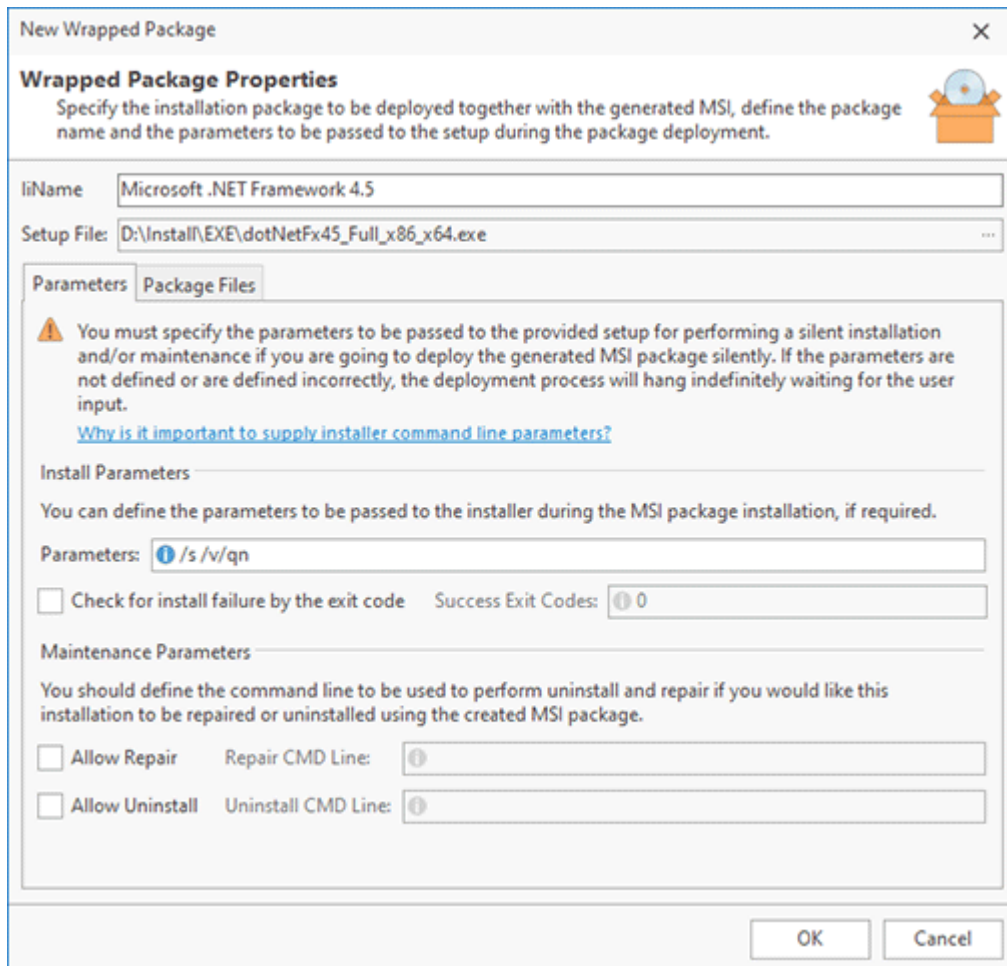 New Wrapped Package
Wrapped Package Properties
Specify the installation package to be deployed together with the generated MSI, define the package
name and the parameters to be passed to the setup during the package deployment.
liName Microsoft .NET Framework 4.5
Setup File: D:\Install\EXE\dotNetFx45_Full_x86_x64.exe ...
Parameters Package Files
You must specify the parameters to be passed to the provided setup for performing a silent installation
and/or maintenance if you are going to deploy the generated MSI package silently. If the parameters are
not defined or are defined incorrectly, the deployment process will hang indefinitely waiting for the user
input.
Why is it important to supply installer command line parameters?
Install Parameters
You can define the parameters to be passed to the installer during the MSI package installation, if required.
Parameters: /s /v/qn
Check for install failure by the exit code Success Exit Codes: 0
Maintenance Parameters
You should define the command line to be used to perform uninstall and repair if you would like this
installation to be repaired or uninstalled using the created MSI package.
Allow Repair Repair CMD Line:
Allow Uninstall Uninstall CMD Line:
OK Cancel